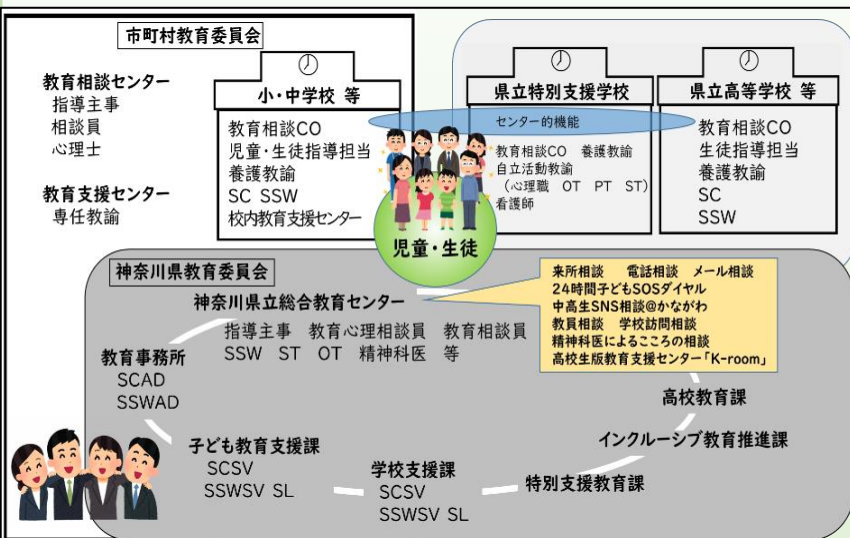 市町村教育委員会
教育相談センター
指導主事
相談員
心理士
教育支援センター
専任教諭
小・中学校 等
教育相談CO
児童・生徒指導担当
養護教諭
SC SSW
校内教育支援センター
県立特別支援学校
センター的機能
教育相談CO 養護教諭
自立活動教諭
(心理職 OT PT ST)
看護師
県立高等学校 等
教育相談CO
生徒指導担当
養護教諭
SC
SSW
児童・生徒
神奈川県教育委員会
神奈川県立総合教育センター
指導主事 教育心理相談員 教育相談員
SSW ST OT 精神科医 等
来所相談 電話相談 メール相談
24時間子どもSOSダイヤル
中高生SNS相談@かながわ
教員相談 学校訪問相談
精神科医によるこころの相談
高校生版教育支援センター「K-room」
教育事務所
SCAD
SSWAD
子ども教育支援課
SCSV
SSWSV SL
学校支援課
SCSV
SSWSV SL
特別支援教育課
インクルーシブ教育推進課
高校教育課